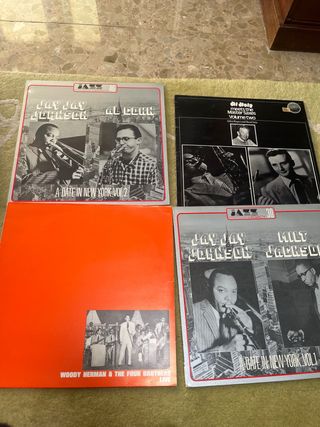 JAZZ
JAY JAY
JOHNSON
AL COHN
A DATE IN NEW YORK VOL.2
Al Haig
meets the
Master Saxes
Volume two
JAZZ
JAY JAY
JOHNSON
MILT
JACKSON
A DATE IN NEW YORK VOL.1
WOODY HERMAN & THE FOUR BROTHERS
LIVE